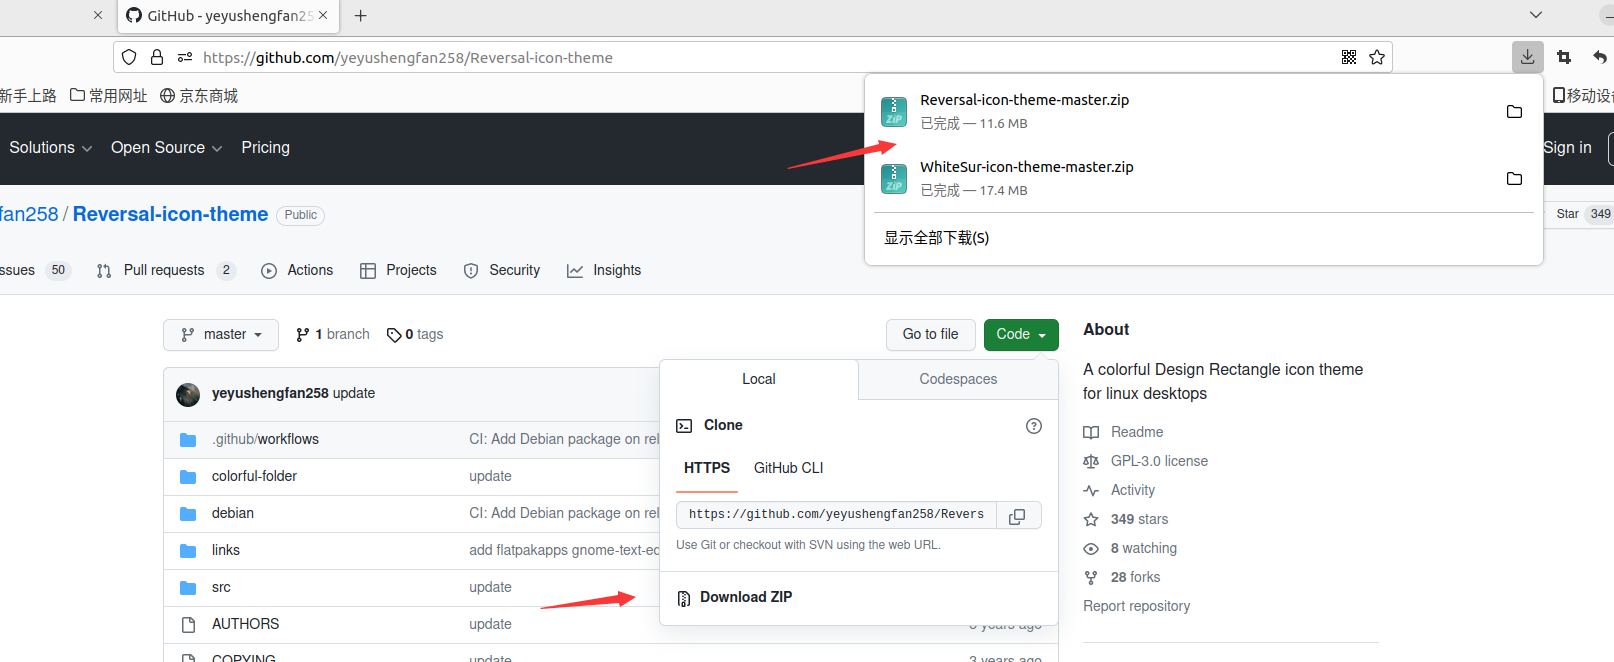 GitHub - yeyushengfan25
https://github.com/yeyushengfan258/Reversal-icon-theme
新手上路 常用网址 京东商城
移动设
Reversal-icon-theme-master.zip
已完成 — 11.6 MB
WhiteSur-icon-theme-master.zip
已完成 — 17.4 MB
显示全部下载(S)
Solutions Open Source Pricing
Sign in
fan258 / Reversal-icon-theme Public
Star 349
ssues 50 Pull requests 2 Actions Projects Security Insights
master 1 branch 0 tags
Go to file Code
yeyushengfan258 update
.github/workflows CI: Add Debian package on rel
colorful-folder update
debian CI: Add Debian package on rel
links add flatpakapps gnome-text-ed
src update
AUTHORS update 3 years ago
COPYING update 3 years ago
Local Codespaces
Clone
HTTPS GitHub CLI
https://github.com/yeyushengfan258/Revers
Use Git or checkout with SVN using the web URL.
Download ZIP
About
A colorful Design Rectangle icon theme
for linux desktops
Readme
GPL-3.0 license
Activity
349 stars
8 watching
28 forks
Report repository